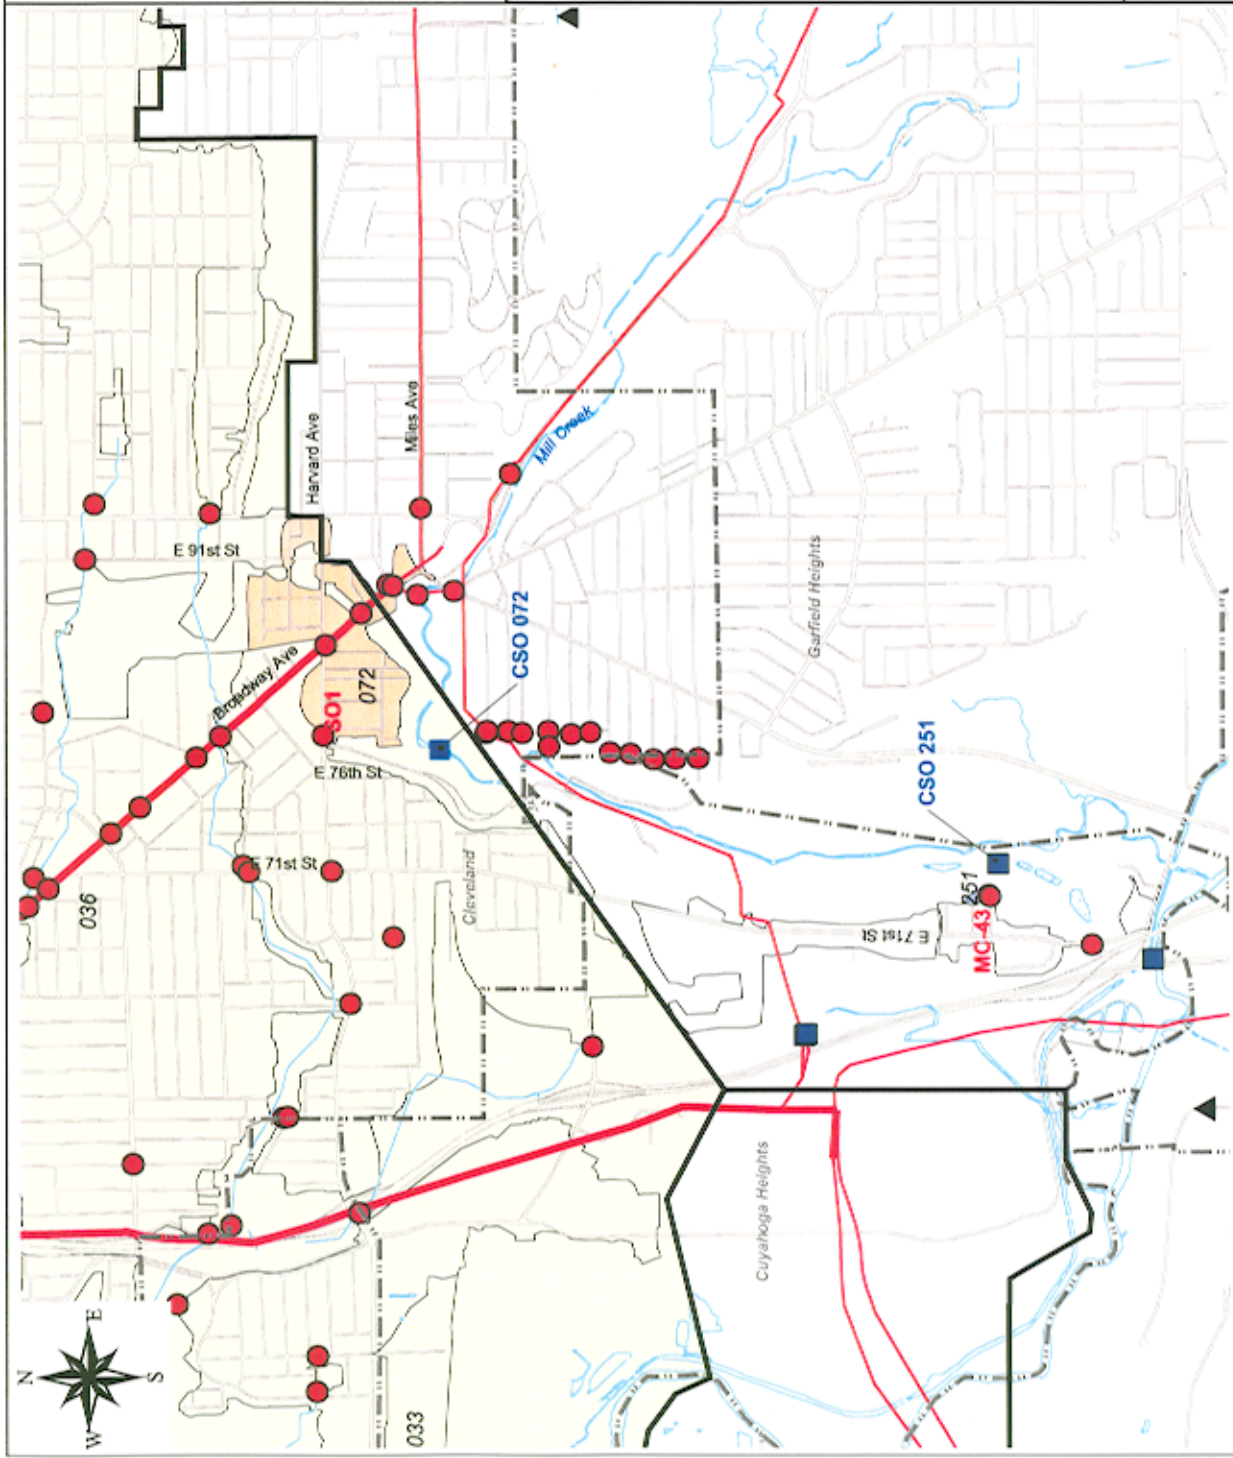 E 91st St
Harvard Ave
Miles Ave
Mill Creek
Broadway Ave
SO1
072
CSO 072
E 76th St
Garfield Heights
CSO 251
E 71st St
036
Cleveland
251
E 71st St
MC-43
Cuyahoga Heights
N
W
E
S
033